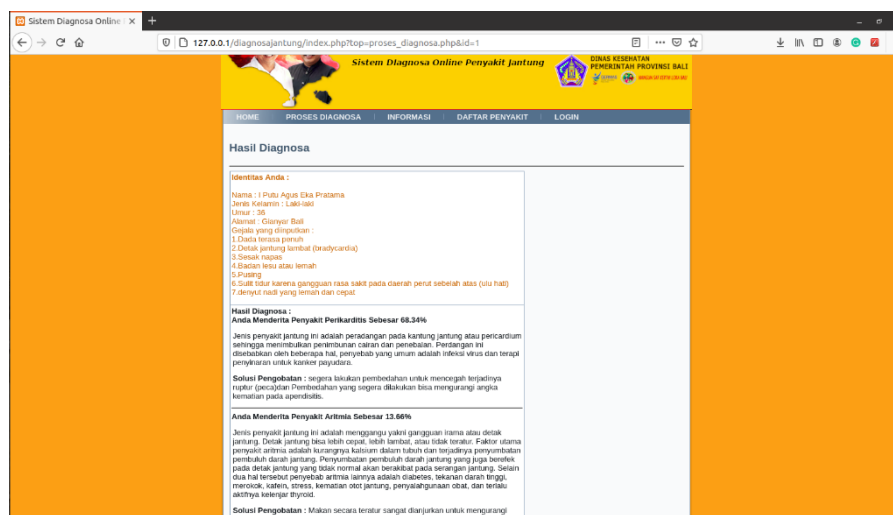 Sistem Diagnosa Online
127.0.0.1/diagnosajantung/index.php?top=proses_diagnosa.php&id=1
Sistem DIagnosa Online Penyakit Jantung
DINAS KESEHATAN
PEMERINTAH PROVINSI BALI
HOME PROSES DIAGNOSA INFORMASI DAFTAR PENYAKIT LOGIN
Hasil Diagnosa
Identitas Anda :
Nama : I Putu Agus Eka Pratama
Jenis Kelamin : Laki-laki
Umur : 36
Alamat : Gianyar Bali
Gejala yang diinputkan :
1.Dada terasa penuh
2.Detak jantung lambat (bradycardia)
3.Sesak napas
4.Badan lesu atau lemah
5.Pusing
6.Sulit tidur karena gangguan rasa sakit pada daerah perut sebelah atas (ulu hati)
7.denyut nadi yang lemah dan cepat
Hasil Diagnosa :
Anda Menderita Penyakit Perikarditis Sebesar 68.34%
Jenis penyakit jantung ini adalah peradangan pada kantung jantung atau pericardium
sehingga menimbulkan penimbunan cairan dan penebalan. Perdangan ini
disebabkan oleh beberapa hal, penyebab yang umum adalah infeksi virus dan terapi
penyinaran untuk kanker payudara.
Solusi Pengobatan : segera lakukan pembedahan untuk mencegah terjadinya
ruptur (peca)dan Pembedahan yang segera dilakukan bisa mengurangi angka
kematian pada apendisitis.
Anda Menderita Penyakit Aritmia Sebesar 13.66%
Jenis penyakit jantung ini adalah menggangu yakni gangguan irama atau detak
jantung. Detak jantung bisa lebih cepat, lebih lambat, atau tidak teratur. Faktor utama
penyakit aritmia adalah kurangnya kalsium dalam tubuh dan terjadinya penyumbatan
pembuluh darah jantung. Penyumbatan pembuluh darah jantung yang juga berefek
pada detak jantung yang tidak normal akan berakibat pada serangan jantung. Selain
dua hal tersebut penyebab aritmia lainnya adalah diabetes, tekanan darah tinggi,
merokok, kafein, stress, kematian otot jantung, penyalahgunaan obat, dan terlalu
aktifnya kelenjar thyroid.
Solusi Pengobatan : Makan secara teratur sangat dianjurkan untuk mengurangi